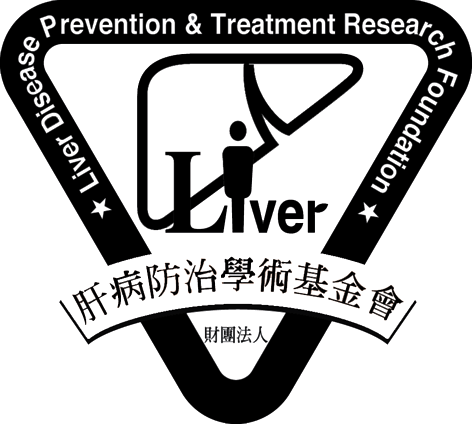 ★ Liver Disease Prevention & Treatment Research Foundation ★
Liver
肝病防治學術基金會
財團法人